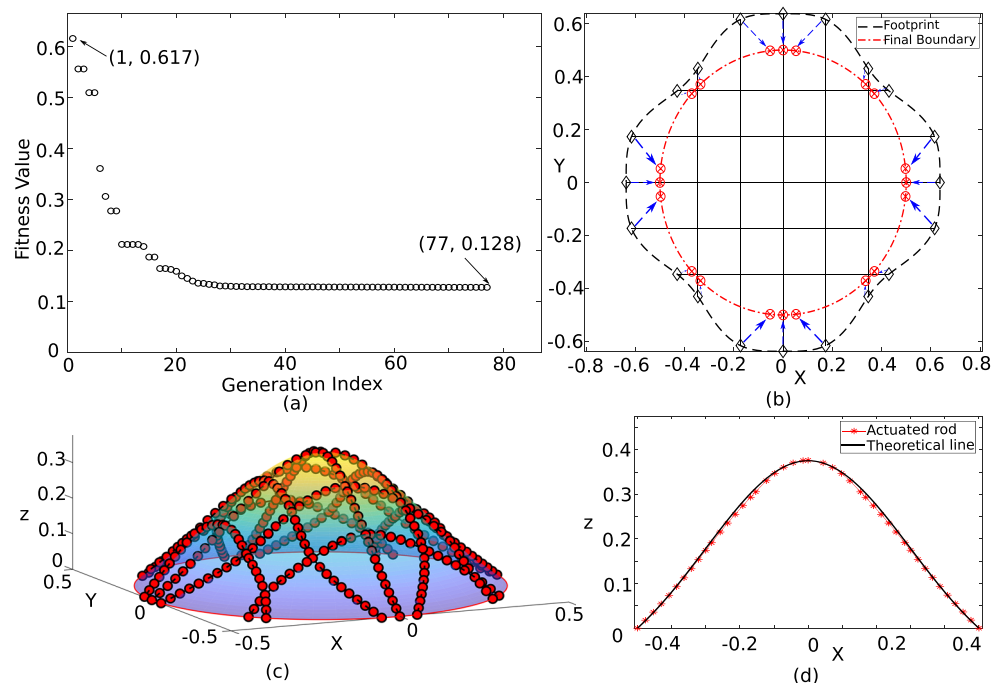 0.6
0.5
0.4
0.3
0.2
0.1
0
Fitness Value
(1, 0.617)
(77, 0.128)
0 20 40 60 80
Generation Index
(a)
0.6
0.4
0.2
Y
0
-0.2
-0.4
-0.6
Footprint
Final Boundary
-0.8 -0.6 -0.4 -0.2 0 0.2 0.4 0.6 0.8
X
(b)
0.3
0.2
z
0.1
0
0.5
Y
0
-0.5
-0.5
X
0
0.5
(c)
0.4
0.3
z
0.2
0.1
0
Actuated rod
Theoretical line
-0.4 -0.2 0 0.2 0.4
X
(d)